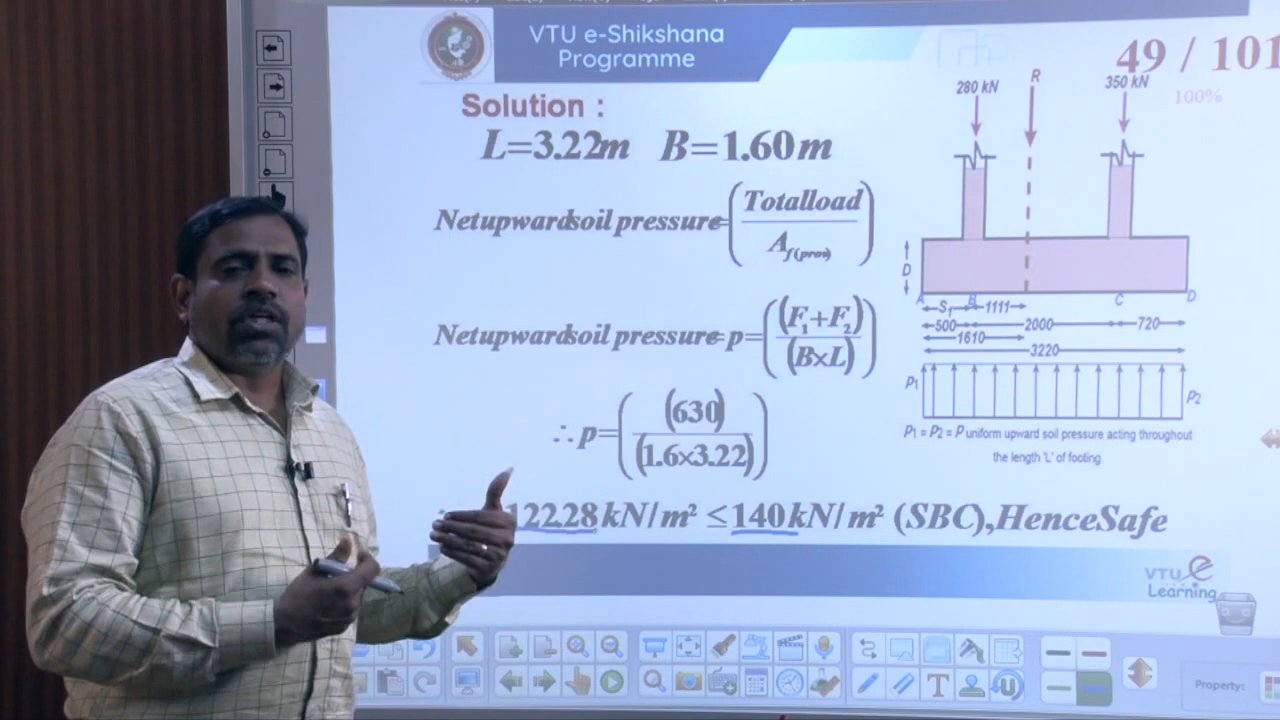 VTU e-Shikshana
Programme
49 / 101
100%
Solution :
L=3.22m B=1.60m
Netupwardsoil pressure=(Totalload/A f(prov))
Netupwardsoil pressure= p=((F₁+F₂)/(B×L))
∴ p=((630)/(1.6×3.22))
122.28 kN/m² ≤ 140 kN/m² (SBC),HenceSafe
280 kN
R
350 kN
D
A B C D
S₁ 1111
500 2000 720
1610
3220
P₁ P₂
P₁ = P₂ = P uniform upward soil pressure acting throughout
the length 'L' of footing
VTU e
Learning
T
Property: